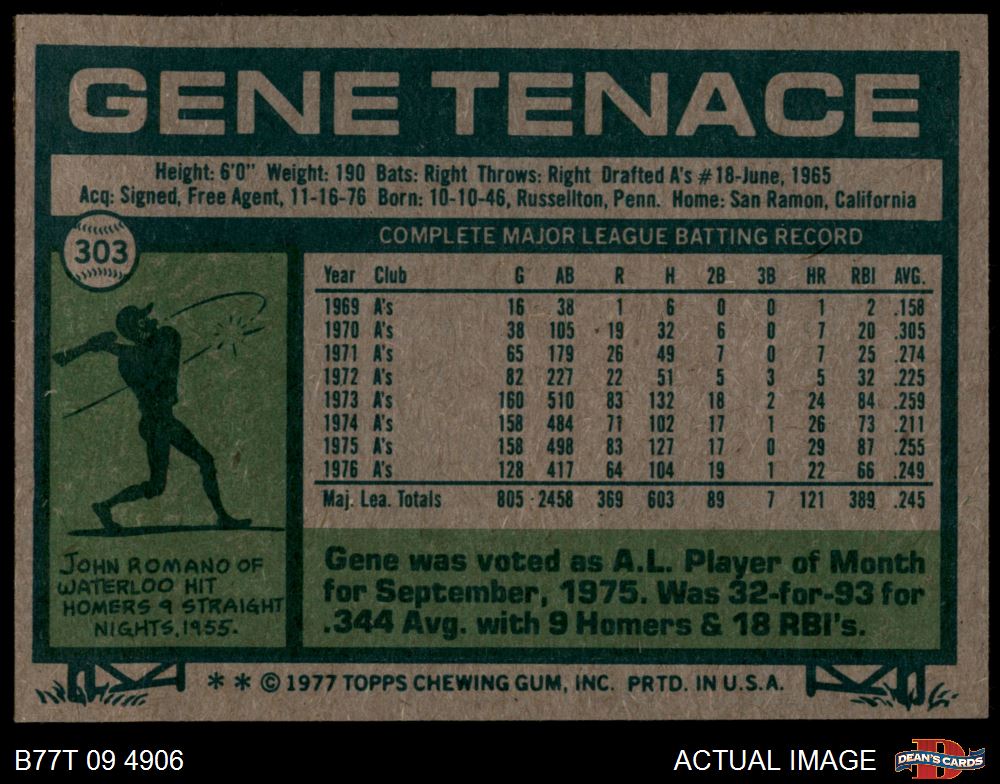 GENE TENACE
Height: 6'0" Weight: 190 Bats: Right Throws: Right Drafted A's #18-June, 1965
Acq: Signed, Free Agent, 11-16-76 Born: 10-10-46, Russellton, Penn. Home: San Ramon, California
303
COMPLETE MAJOR LEAGUE BATTING RECORD
Year Club G AB R H 2B 3B HR RBI AVG.
1969 A's 16 38 1 6 0 0 1 2 .158
1970 A's 38 105 19 32 6 0 7 20 .305
1971 A's 65 179 26 49 7 0 7 25 .274
1972 A's 82 227 22 51 5 3 5 32 .225
1973 A's 160 510 83 132 18 2 24 84 .259
1974 A's 158 484 71 102 17 1 26 73 .211
1975 A's 158 498 83 127 17 0 29 87 .255
1976 A's 128 417 64 104 19 1 22 66 .249
Maj. Lea. Totals 805 2458 369 603 89 7 121 389 .245
JOHN ROMANO OF
WATERLOO HIT
HOMERS 9 STRAIGHT
NIGHTS, 1955.
Gene was voted as A.L. Player of Month
for September, 1975. Was 32-for-93 for
.344 Avg. with 9 Homers & 18 RBI's.
* * © 1977 TOPPS CHEWING GUM, INC. PRTD. IN U.S.A.
B77T 09 4906
ACTUAL IMAGE
D
DEAN'S CARDS